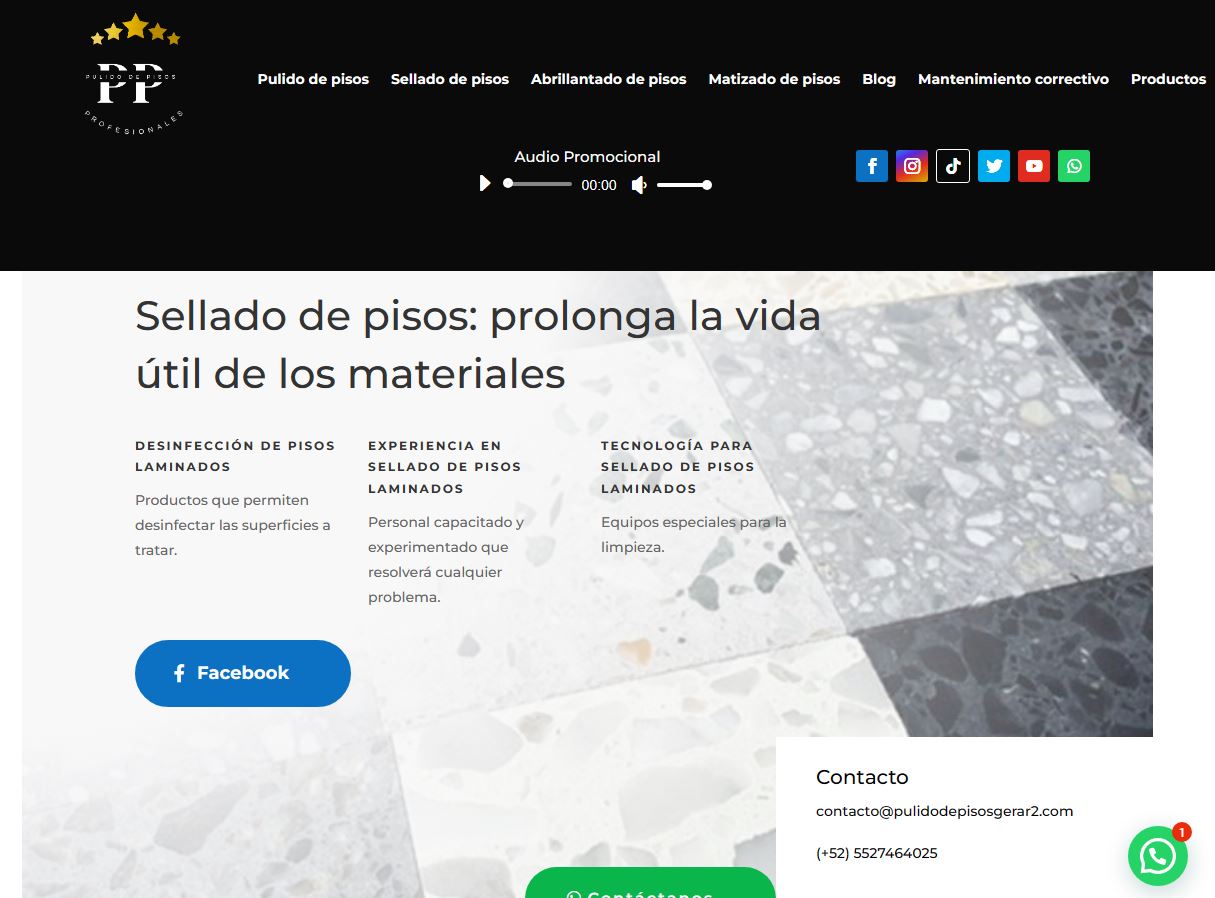 PULIDO DE PISOS
PP
PROFESIONALES
Pulido de pisos Sellado de pisos Abrillantado de pisos Matizado de pisos Blog Mantenimiento correctivo Productos
Audio Promocional
00:00
Sellado de pisos: prolonga la vida
útil de los materiales
DESINFECCIÓN DE PISOS
LAMINADOS
Productos que permiten
desinfectar las superficies a
tratar.
EXPERIENCIA EN
SELLADO DE PISOS
LAMINADOS
Personal capacitado y
experimentado que
resolverá cualquier
problema.
TECNOLOGÍA PARA
SELLADO DE PISOS
LAMINADOS
Equipos especiales para la
limpieza.
Facebook
Contacto
contacto@pulidodepisosgerar2.com
(+52) 5527464025
1
Contáctanos